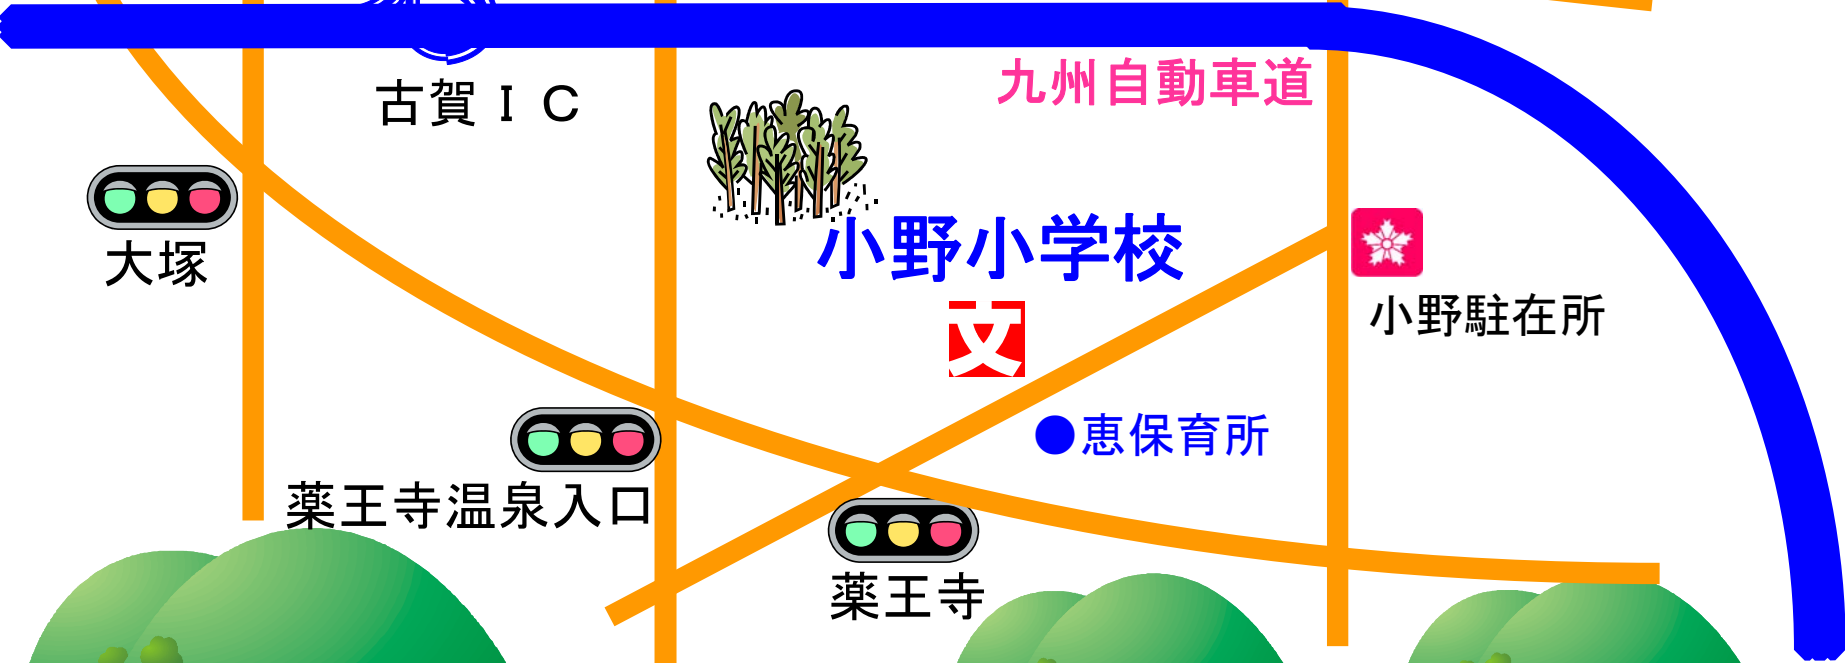 九州自動車道
古賀ＩＣ
小野小学校
大塚
文
小野駐在所
●恵保育所
薬王寺温泉入口
薬王寺